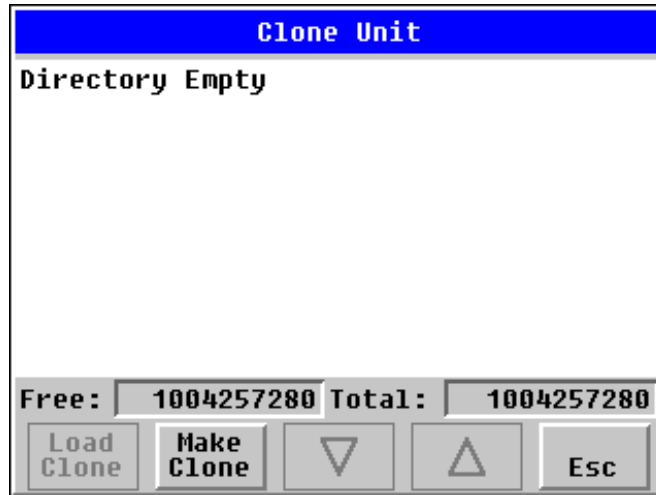 Clone Unit
Directory Empty
Free: 1004257280 Total: 1004257280
Load Clone
Make Clone
Esc